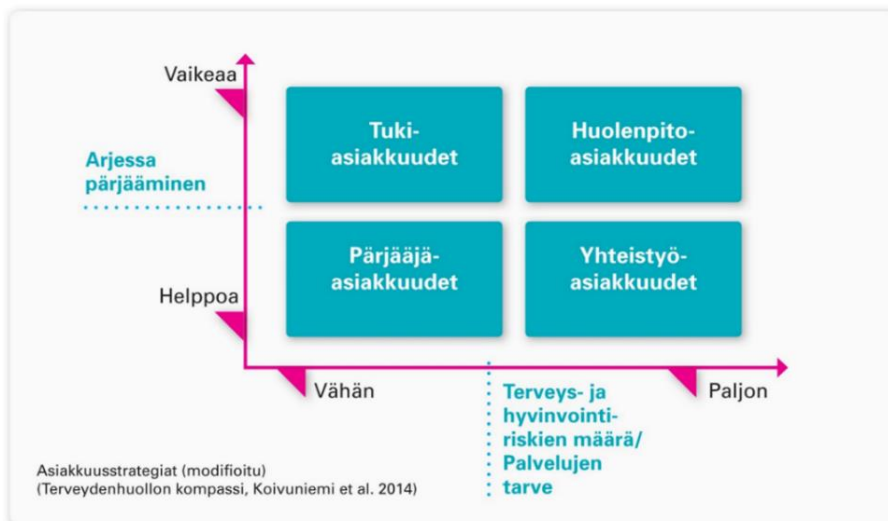 Vaikeaa
Tuki-
asiakkuudet
Huolenpito-
asiakkuudet
Arjessa
pärjääminen
Pärjääjä-
asiakkuudet
Yhteistyö-
asiakkuudet
Helppoa
Vähän
Terveys- ja
hyvinvointi-
riskien määrä/
Palvelujen
tarve
Paljon
Asiakkuusstrategiat (modifioitu)
(Terveydenhuollon kompassi, Koivuniemi et al. 2014)